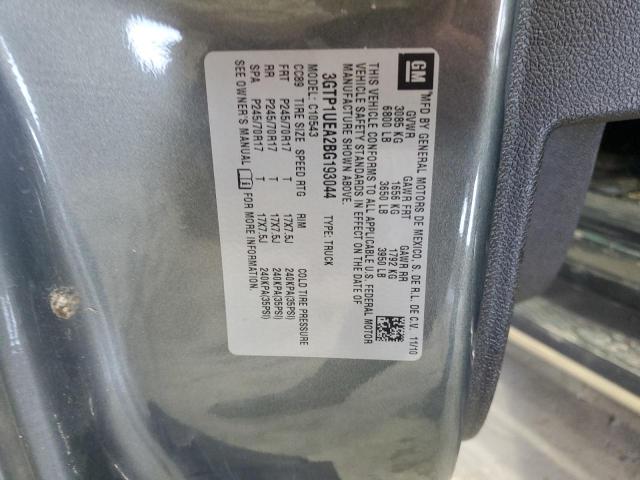 GM MFD BY GENERAL MOTORS DE MEXICO, S. DE R.L. DE C.V. 11/10
GVWR GAWR FRT GAWR RR
3085 KG 1656 KG 1792 KG
6800 LB 3650 LB 3950 LB
THIS VEHICLE CONFORMS TO ALL APPLICABLE U.S. FEDERAL MOTOR
VEHICLE SAFETY STANDARDS IN EFFECT ON THE DATE OF
MANUFACTURE SHOWN ABOVE.
3GTP1UEA2BG193044 TYPE: TRUCK
MODEL: C10543
CC89 TIRE SIZE SPEED RTG RIM COLD TIRE PRESSURE
FRT P245/70R17 T 17X7.5J 240KPA(35PSI)
RR P245/70R17 T 17X7.5J 240KPA(35PSI)
SPA P245/70R17 T 17X7.5J 240KPA(35PSI)
SEE OWNER'S MANUAL FOR MORE INFORMATION.